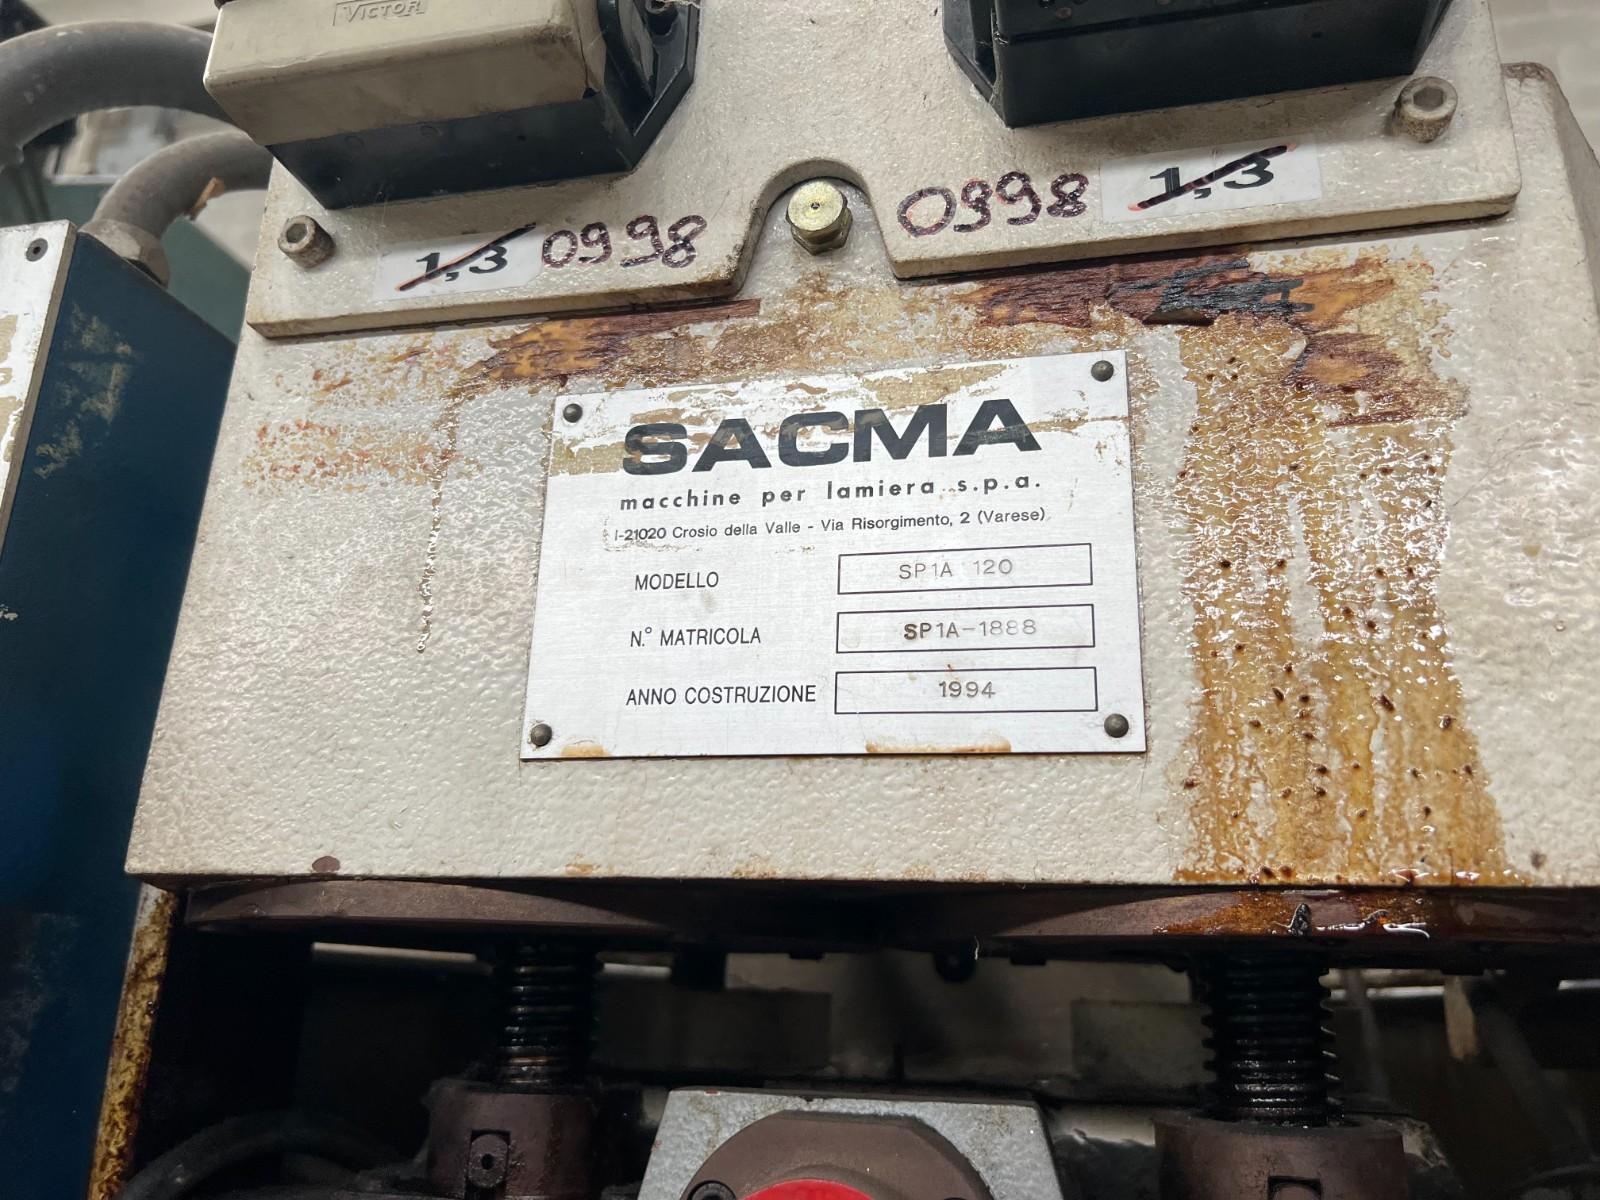 VICTOR
1,3 0998
0998 1,3
SACMA
macchine per lamiera s.p.a.
I-21020 Crosio della Valle - Via Risorgimento, 2 (Varese)
MODELLO SP1A 120
N.° MATRICOLA SP1A-1888
ANNO COSTRUZIONE 1994